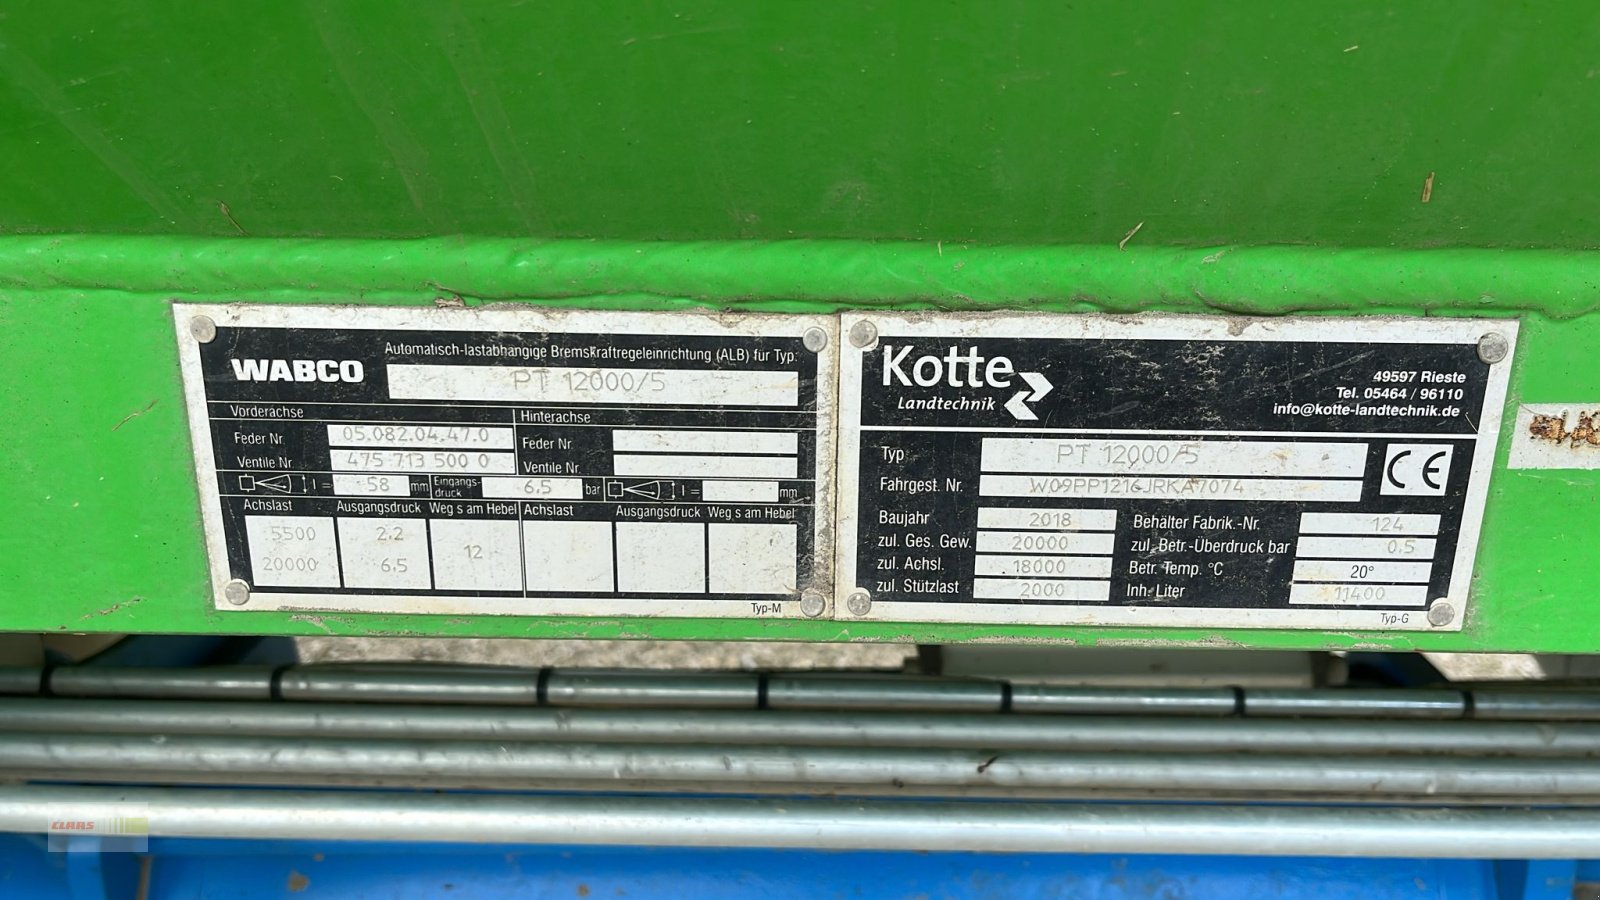 WABCO
Automatisch-lastabhängige Bremskraftregeleinrichtung (ALB) für Typ:
PT 12000/5
Vorderachse
Hinterachse
Feder Nr. 05.082.04.47.0
Feder Nr.
Ventile Nr. 475 713 500 0
Ventile Nr.
l = 58 mm Eingangs-druck 6.5 bar l = mm
Achslast Ausgangsdruck Weg s am Hebel Achslast Ausgangsdruck Weg s am Hebel
5500 2.2
12
20000 6.5
Typ-M
Kotte
Landtechnik
49597 Rieste
Tel. 05464 / 96110
info@kotte-landtechnik.de
Typ PT 12000/5
CE
Fahrgest. Nr. W09PP1216JRKA7074
Baujahr 2018 Behälter Fabrik.-Nr. 124
zul. Ges. Gew. 20000 zul. Betr.-Überdruck bar 0.5
zul. Achsl. 18000 Betr. Temp. °C 20°
zul. Stützlast 2000 Inh.-Liter 11400
Typ-G
CLAAS